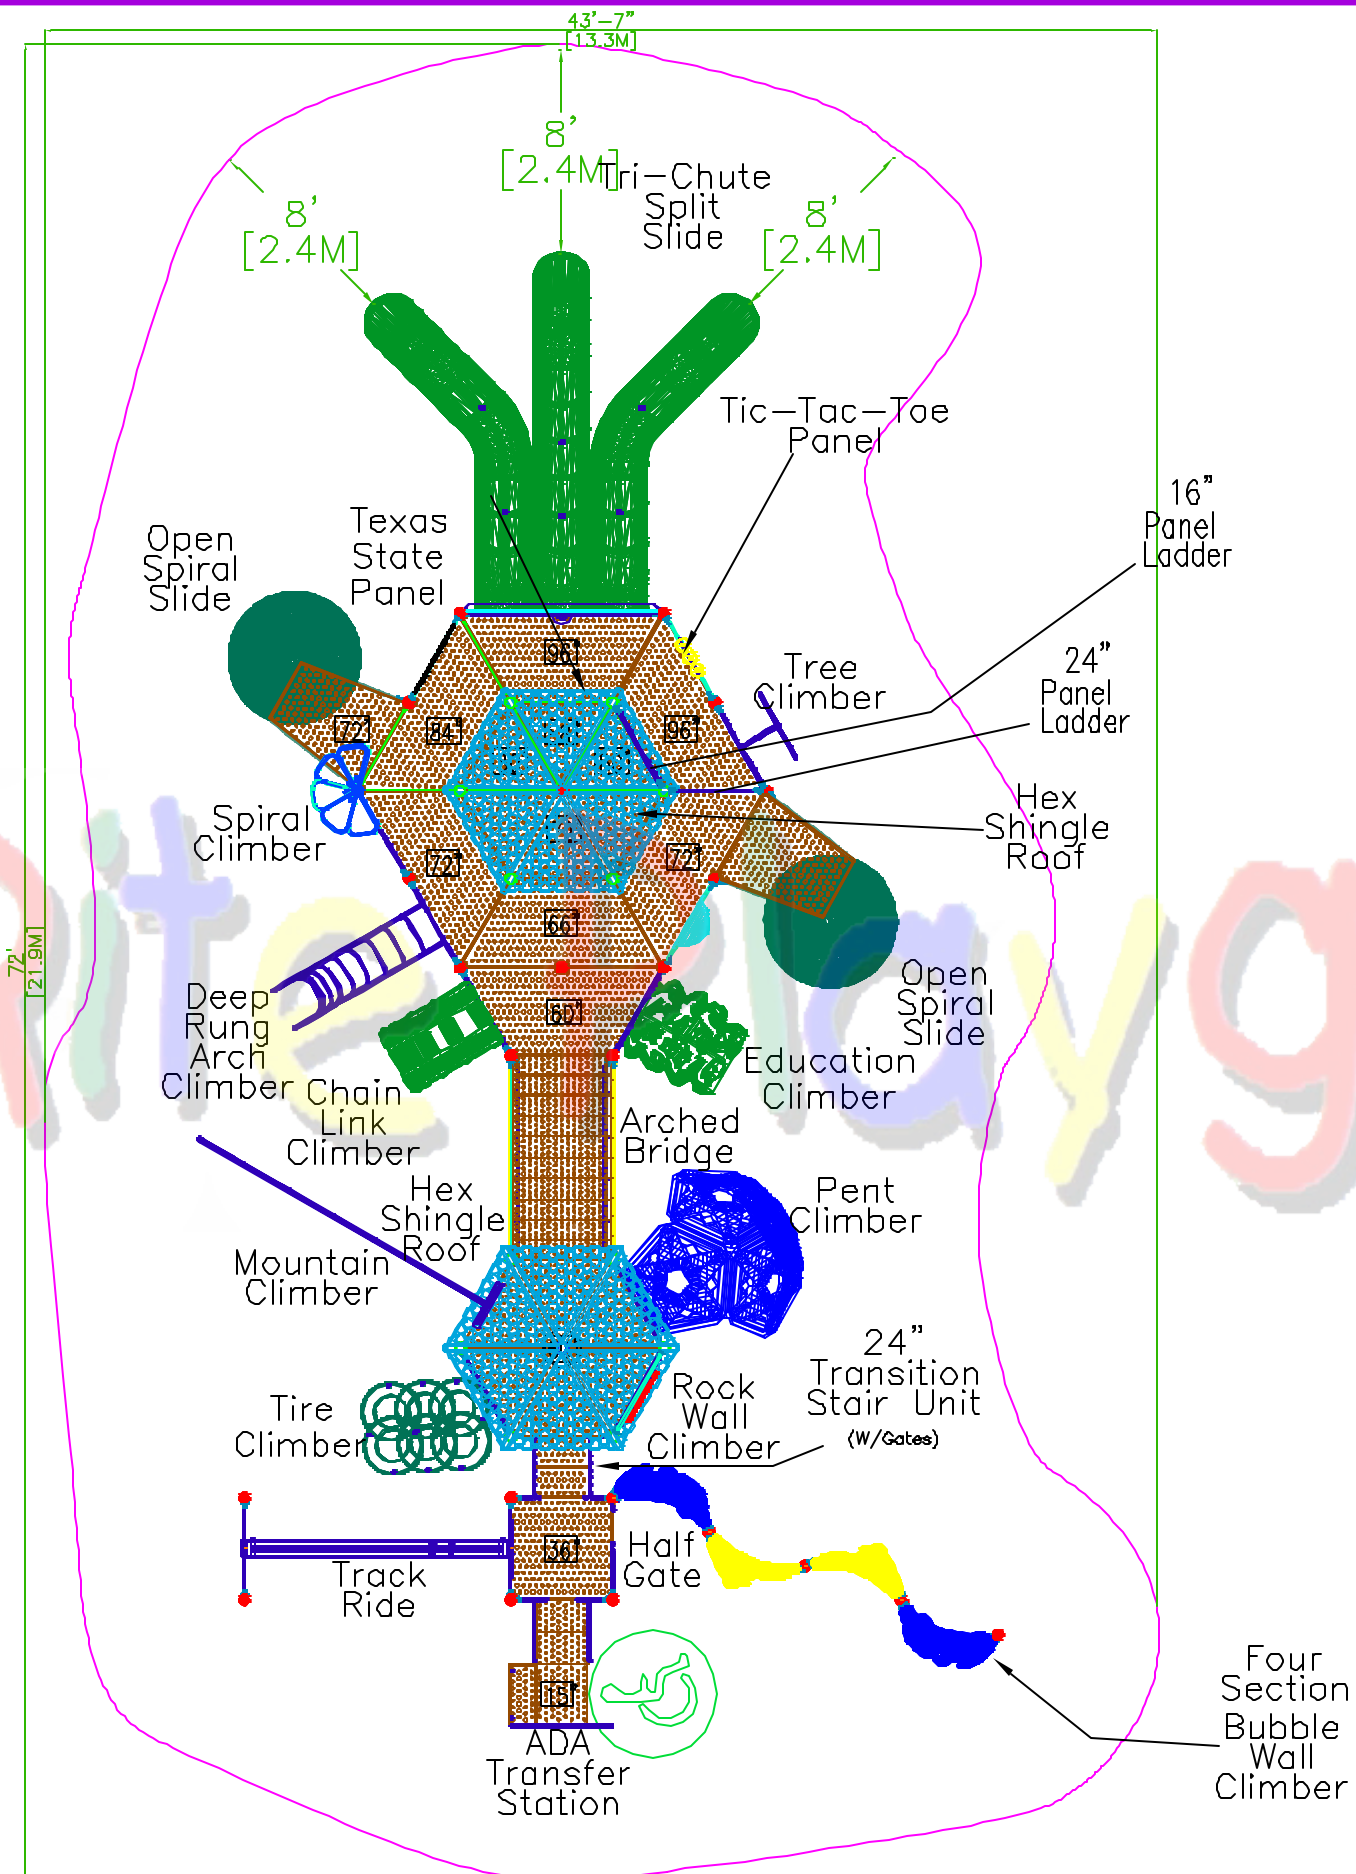 43'-7"
[13.3M]
8'
[2.4M]
Tri-Chute
Split
Slide
8'
[2.4M]
8'
[2.4M]
Tic-Tac-Toe
Panel
16"
Panel
Ladder
Texas
State
Panel
Open
Spiral
Slide
96"
24"
Panel
Ladder
Tree
Climber
72"
84"
96"
Hex
Shingle
Roof
Spiral
Climber
72"
72"
66"
72'
[21.9M]
Rite Playg
Open
Spiral
Slide
Deep
Rung
Arch
Climber
60"
Education
Climber
Chain
Link
Climber
Arched
Bridge
Hex
Shingle
Roof
Pent
Climber
Mountain
Climber
24"
Transition
Stair Unit
(W/Gates)
Rock
Wall
Climber
Tire
Climber
36"
Half
Gate
Track
Ride
15"
Four
Section
Bubble
Wall
Climber
ADA
Transfer
Station